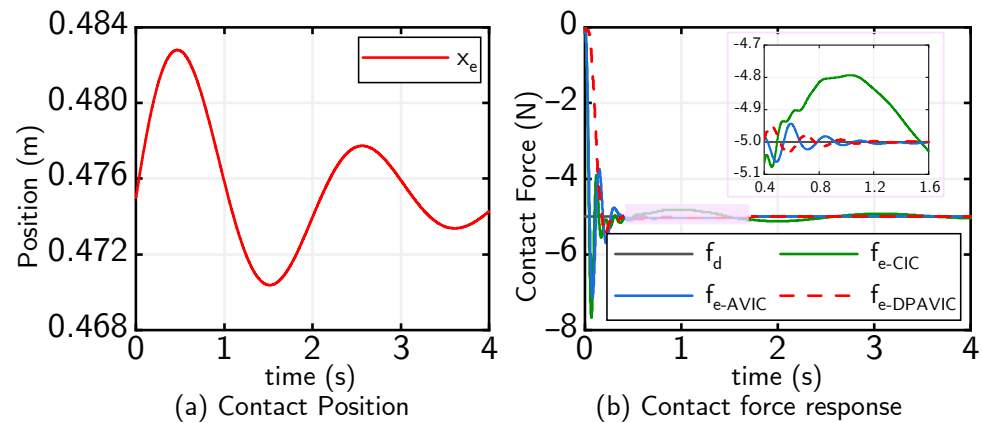 0.484
0.480
0.476
0.472
0.468
Position (m)
x_e
0 1 2 3 4
time (s)
(a) Contact Position
0
−2
−4
−6
−8
Contact Force (N)
−4.7
−4.8
−4.9
−5.0
−5.1
0.4 0.8 1.2 1.6
f_d f_e-CIC
f_e-AVIC f_e-DPAVIC
0 1 2 3 4
time (s)
(b) Contact force response